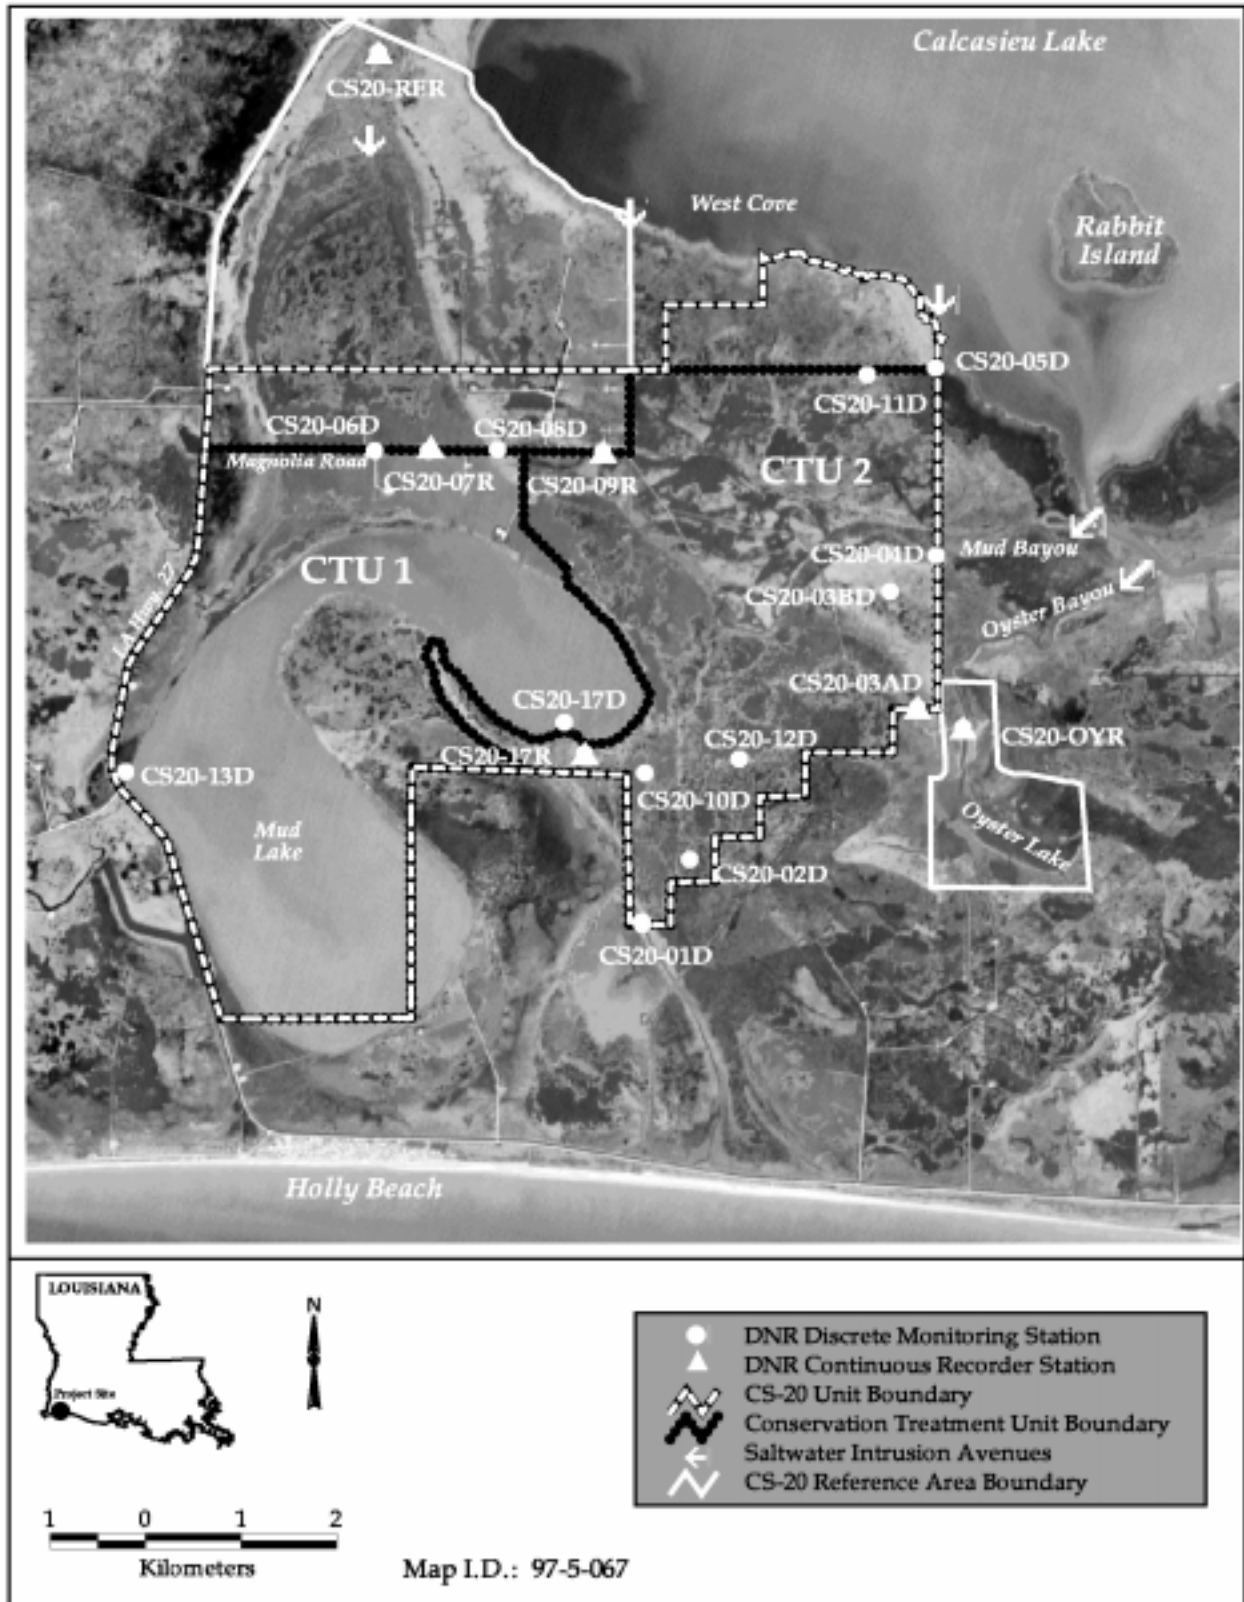 Calcasieu Lake
CS20-RER
West Cove
Rabbit
Island
CS20-05D
CS20-11D
CS20-06D
CS20-08D
Magnolia Road
CS20-07R
CS20-09R
CTU 2
CS20-04D
Mud Bayou
CTU 1
CS20-03BD
Oyster Bayou
LA Hwy. 27
CS20-03AD
CS20-17D
CS20-12D
CS20-OYR
CS20-17R
CS20-13D
CS20-10D
Mud
Lake
Oyster Lake
CS20-02D
CS20-01D
Holly Beach
LOUISIANA
N
Project Site
DNR Discrete Monitoring Station
DNR Continuous Recorder Station
CS-20 Unit Boundary
Conservation Treatment Unit Boundary
Saltwater Intrusion Avenues
CS-20 Reference Area Boundary
1 0 1 2
Kilometers
Map I.D.: 97-5-067